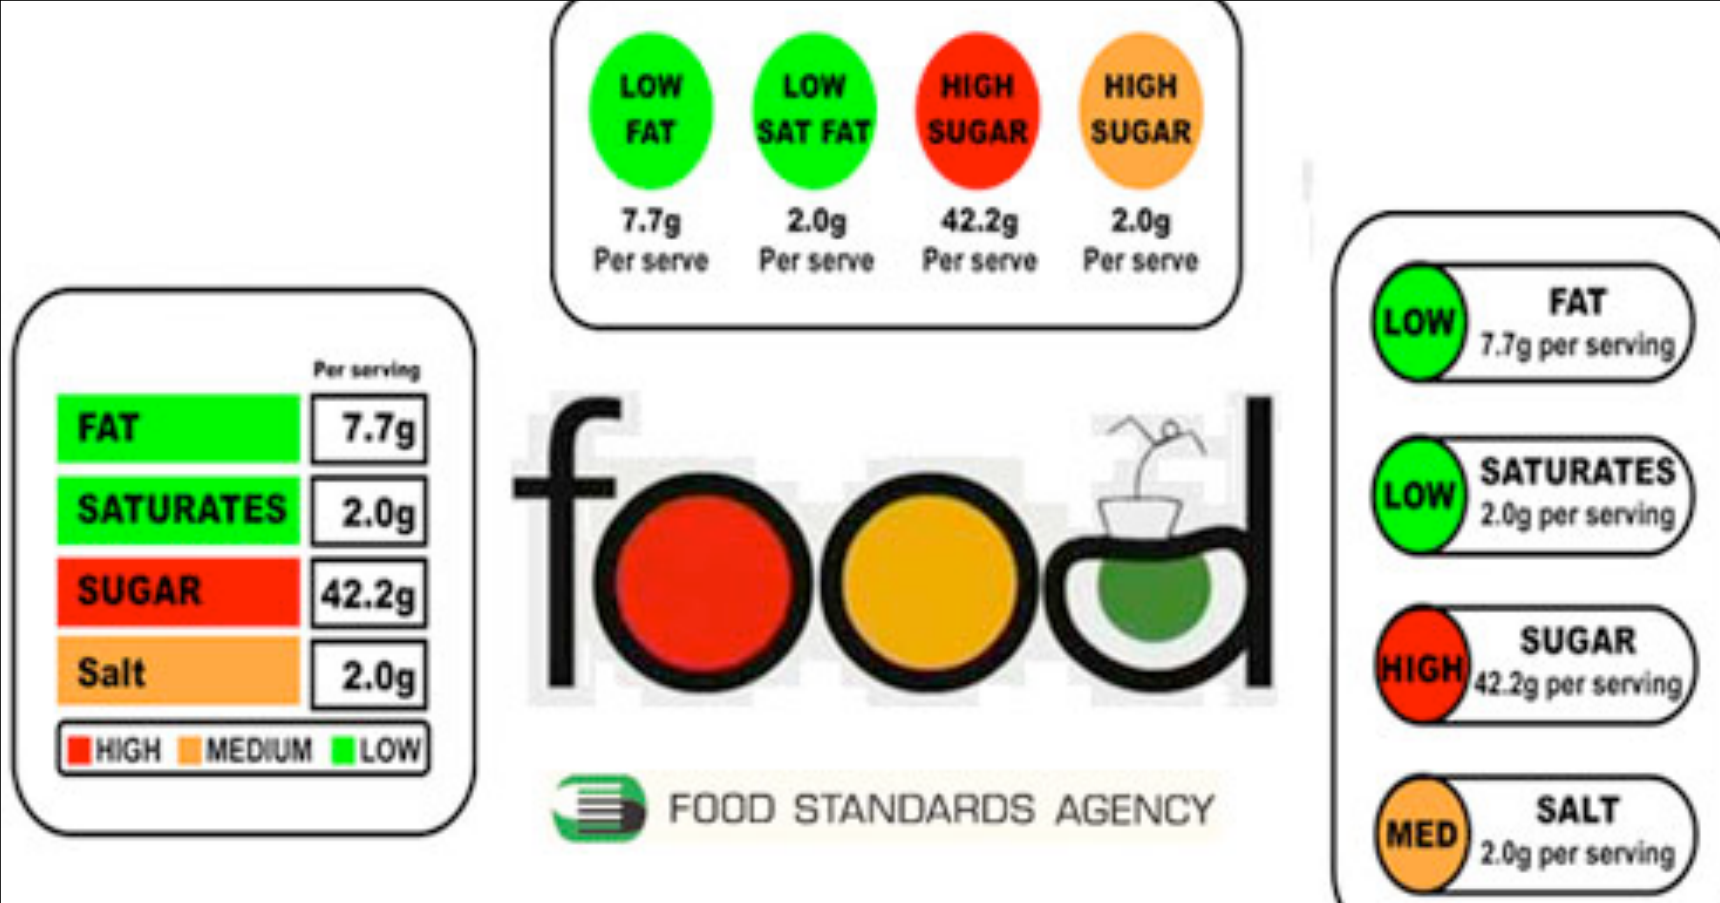 LOW
FAT
LOW
SAT FAT
HIGH
SUGAR
HIGH
SUGAR
7.7g
Per serve
2.0g
Per serve
42.2g
Per serve
2.0g
Per serve
Per serving
FAT 7.7g
SATURATES 2.0g
SUGAR 42.2g
Salt 2.0g
HIGH MEDIUM LOW
food
FOOD STANDARDS AGENCY
LOW
FAT
7.7g per serving
LOW
SATURATES
2.0g per serving
HIGH
SUGAR
42.2g per serving
MED
SALT
2.0g per serving